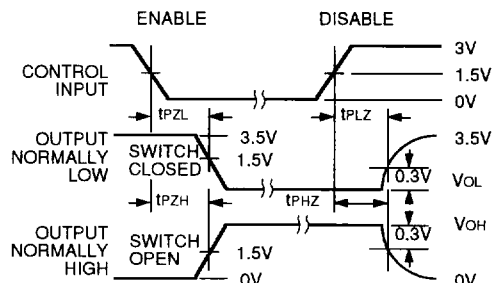 ENABLE DISABLE
3V
CONTROL INPUT
1.5V
0V
tPZL tPLZ
OUTPUT NORMALLY LOW
SWITCH CLOSED
3.5V
1.5V
3.5V
0.3V
VOL
tPZH tPHZ
VOH
0.3V
OUTPUT NORMALLY HIGH
SWITCH OPEN
1.5V
0V
0V